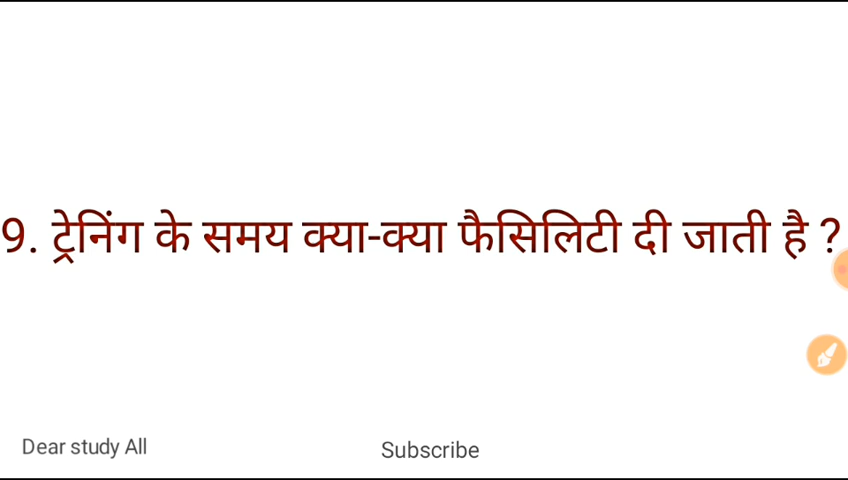 9. ट्रेनिंग के समय क्या-क्या फैसिलिटी दी जाती है ?
Dear study All
Subscribe